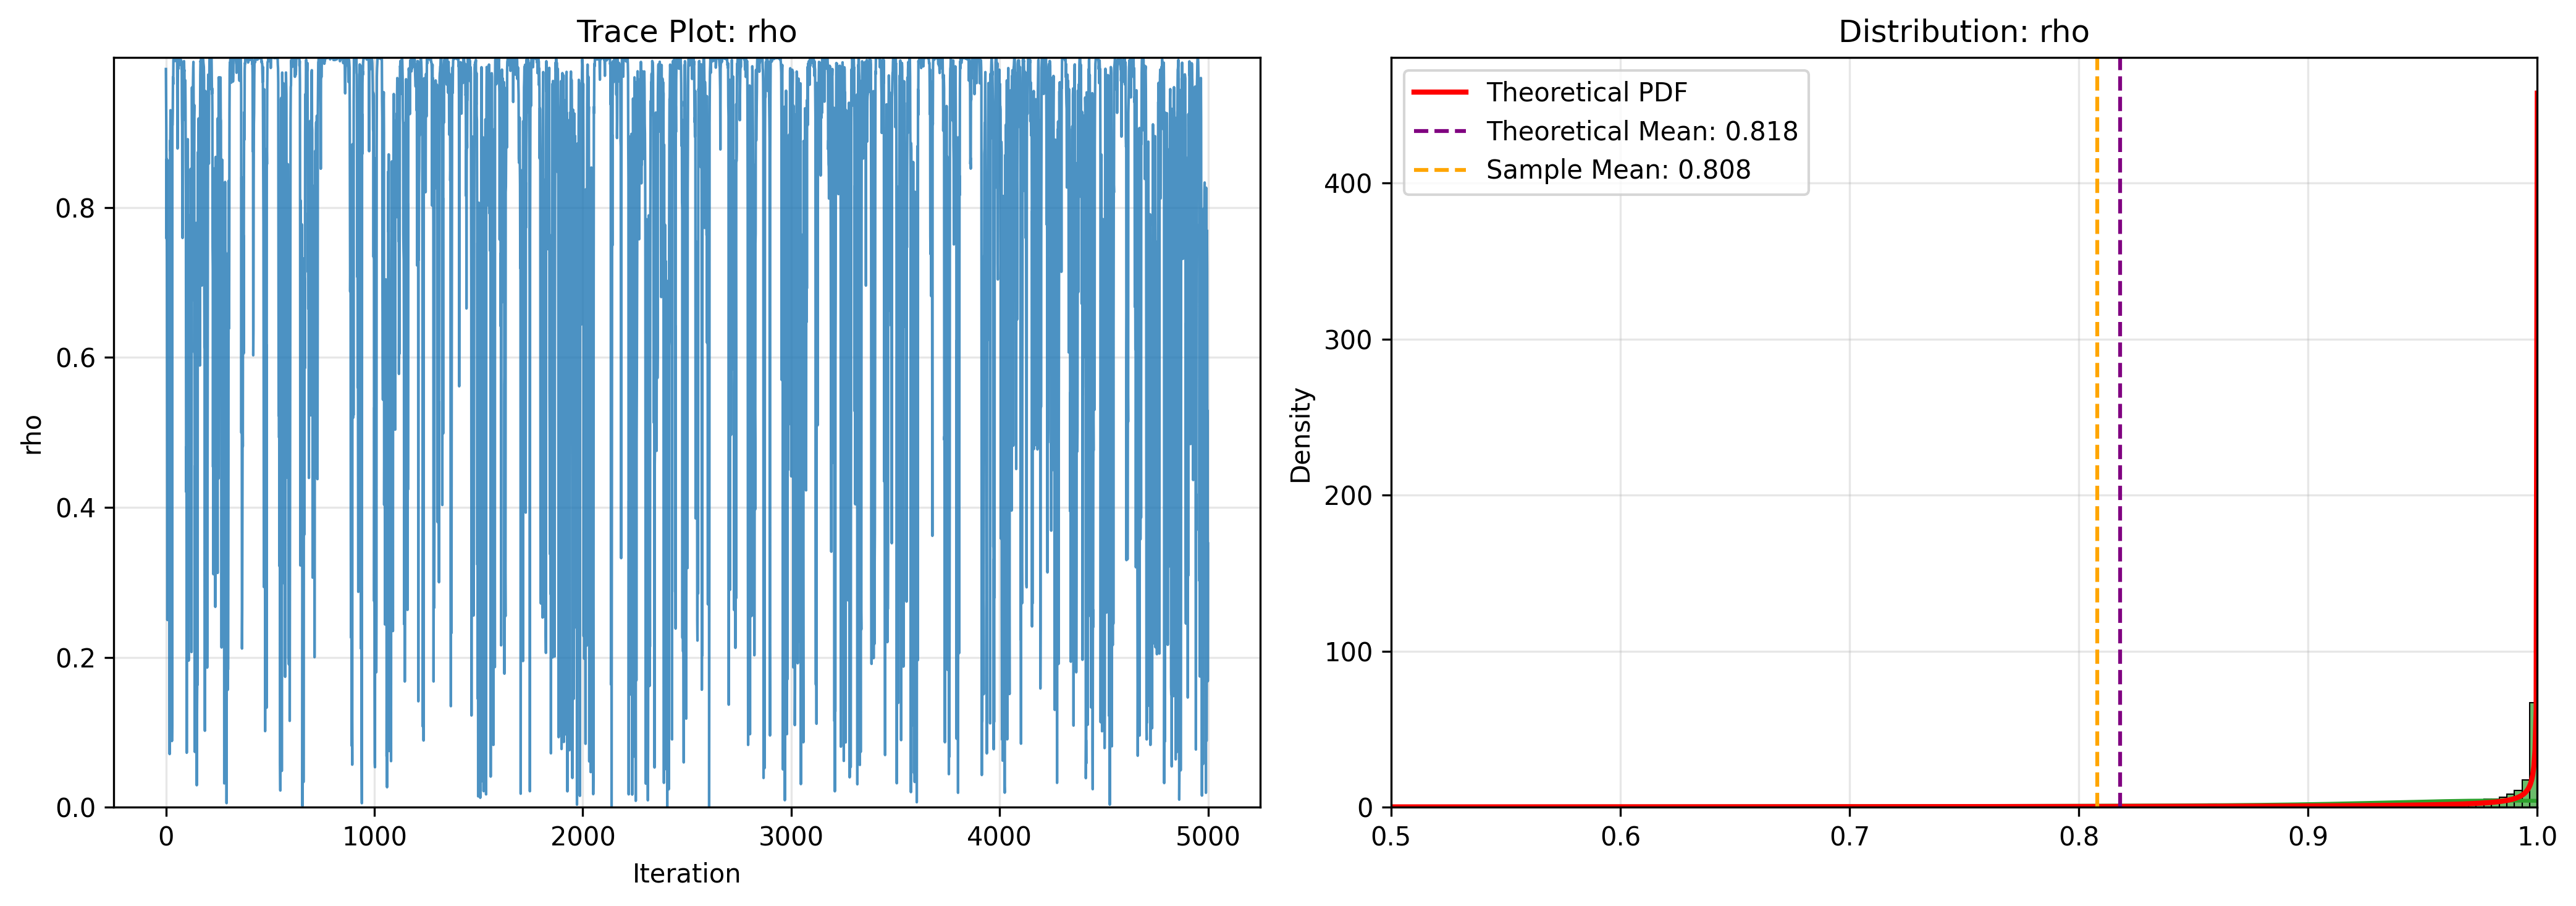 Trace Plot: rho
rho
0.8
0.6
0.4
0.2
0.0
0 1000 2000 3000 4000 5000
Iteration
Distribution: rho
Theoretical PDF
Theoretical Mean: 0.818
Sample Mean: 0.808
Density
400
300
200
100
0
0.5 0.6 0.7 0.8 0.9 1.0